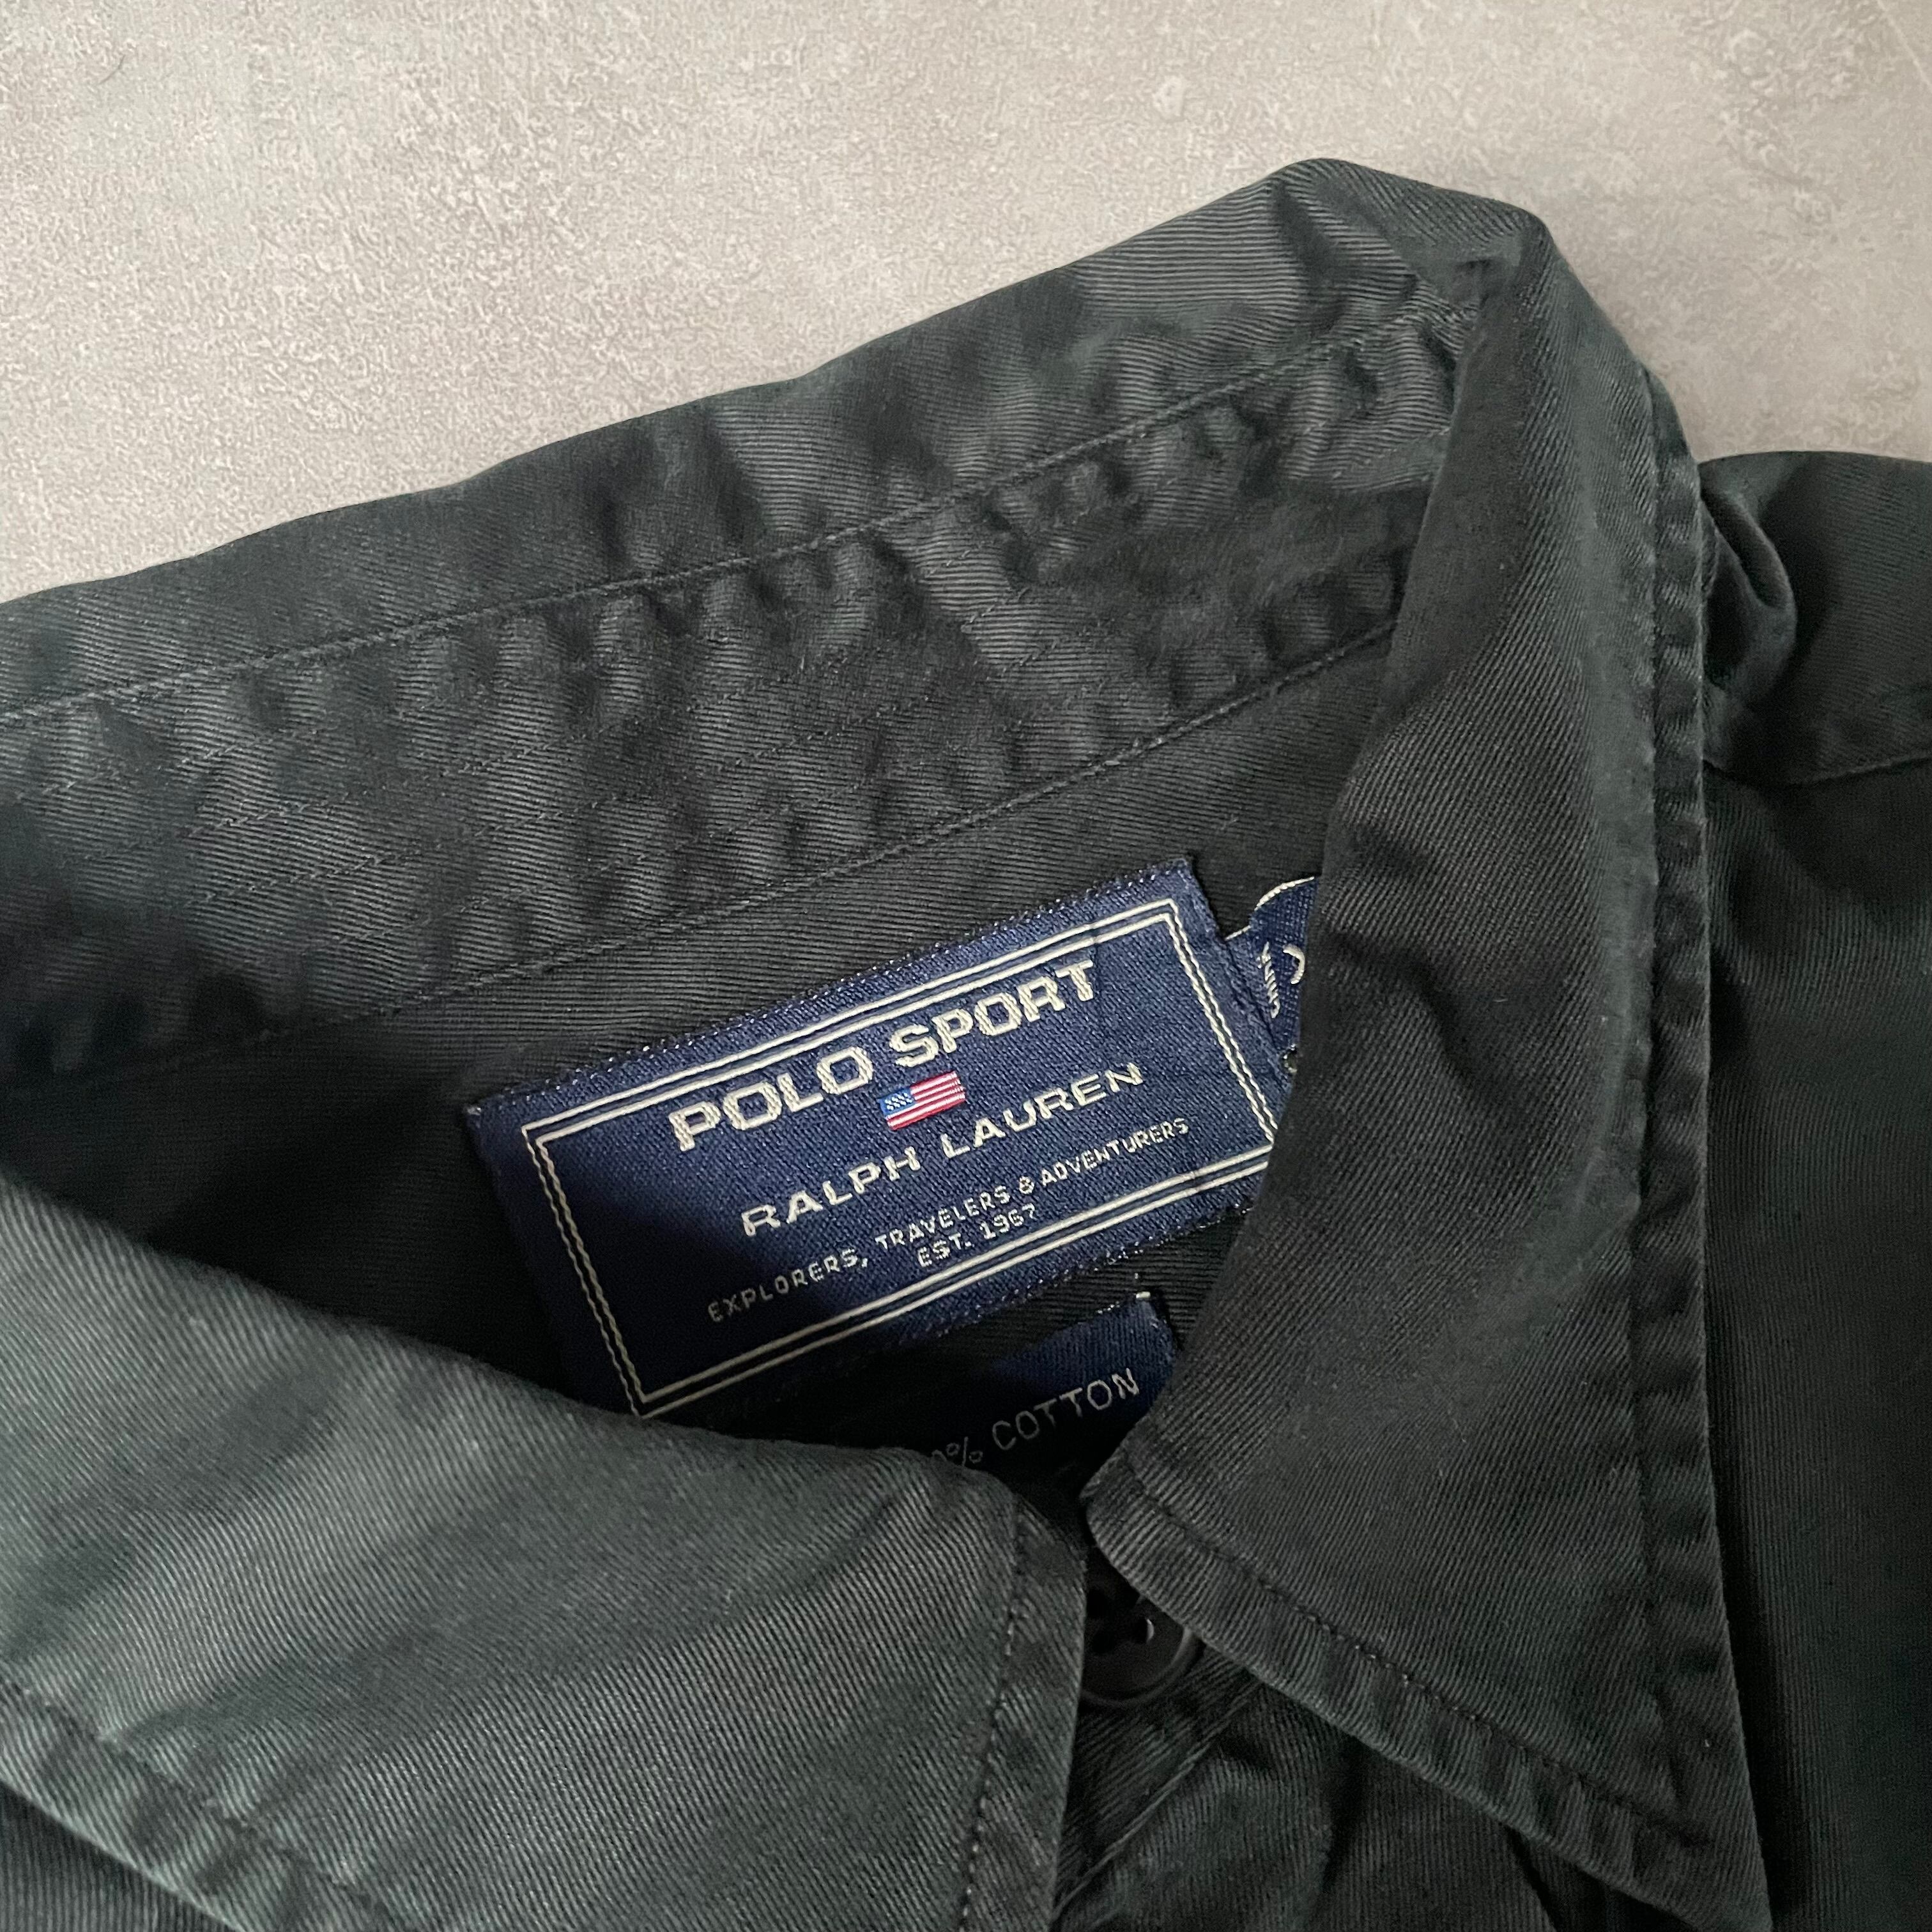 POLO SPORT
RALPH LAUREN
EXPLORERS, TRAVELERS & ADVENTURERS
EST. 1967
COTTON